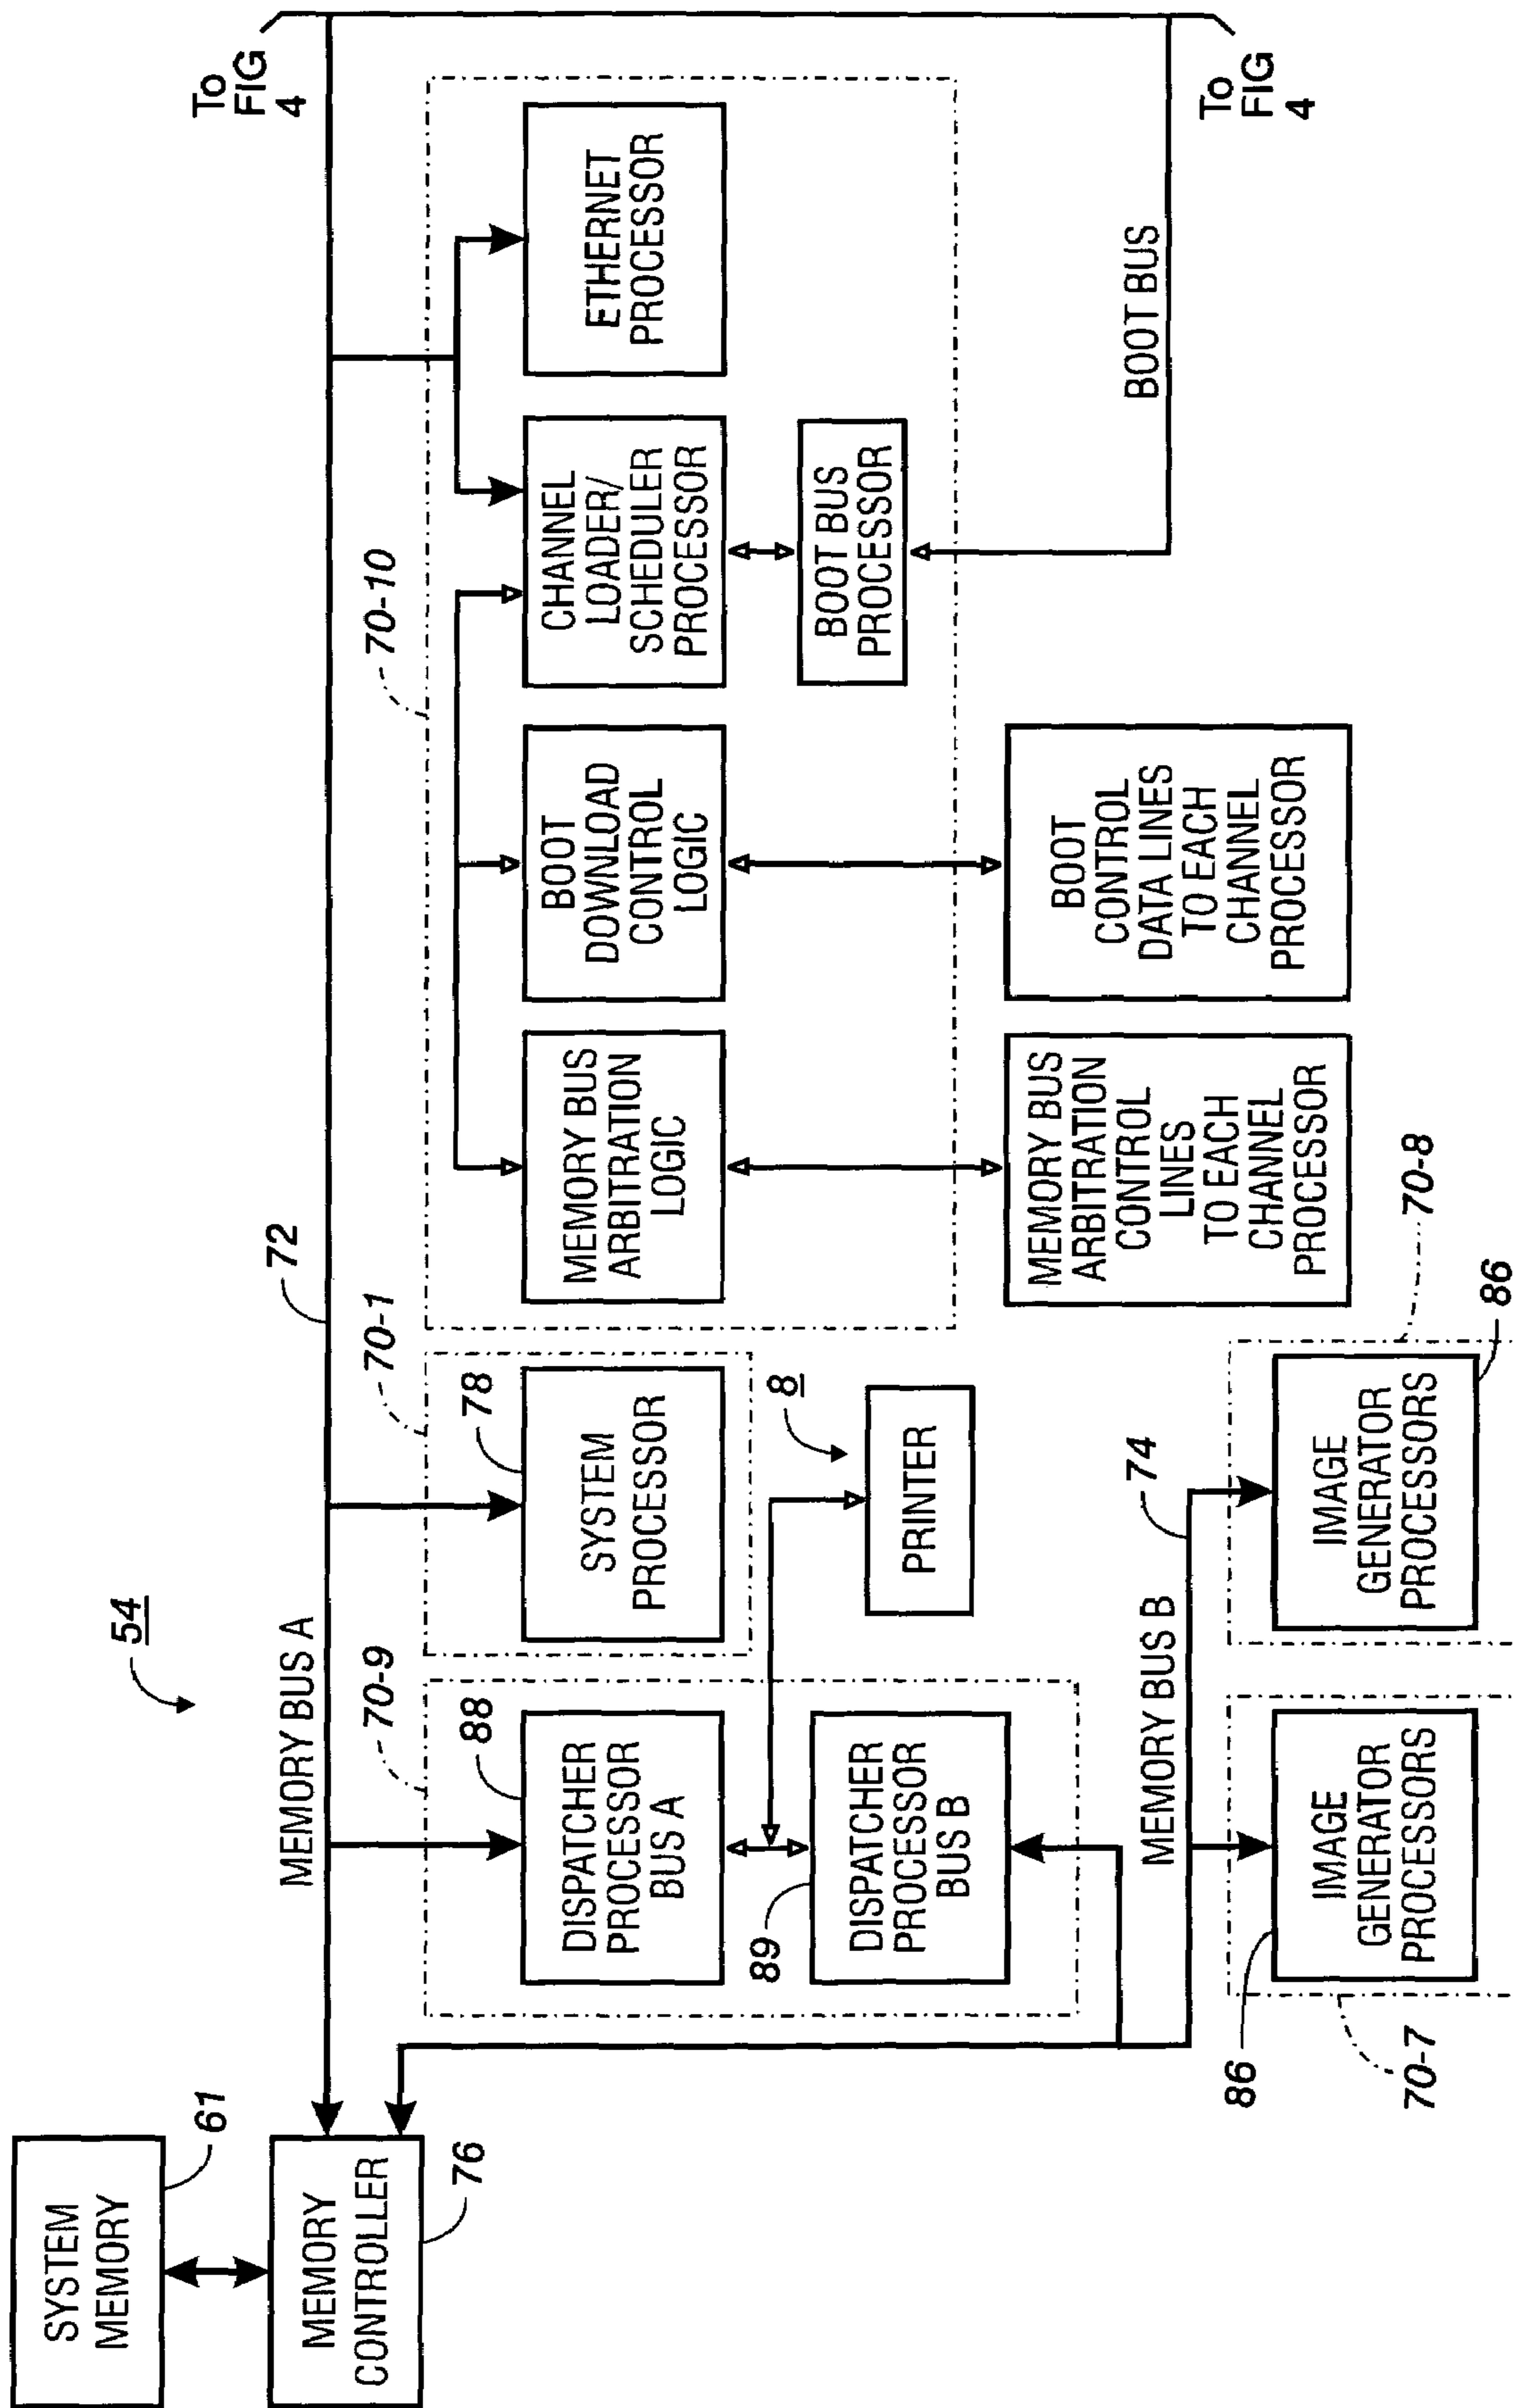 54
SYSTEM
MEMORY
61
MEMORY
CONTROLLER
76
MEMORY BUS A
72
To
FIG
4
70-9
DISPATCHER
PROCESSOR
BUS A
88
DISPATCHER
PROCESSOR
BUS B
89
70-1
SYSTEM
PROCESSOR
78
8
PRINTER
70-10
MEMORY BUS
ARBITRATION
LOGIC
BOOT
DOWNLOAD
CONTROL
LOGIC
CHANNEL
LOADER/
SCHEDULER
PROCESSOR
ETHERNET
PROCESSOR
BOOT BUS
PROCESSOR
MEMORY BUS
ARBITRATION
CONTROL
LINES
TO EACH
CHANNEL
PROCESSOR
BOOT
CONTROL
DATA LINES
TO EACH
CHANNEL
PROCESSOR
BOOT BUS
To
FIG
4
MEMORY BUS B
74
IMAGE
GENERATOR
PROCESSORS
86
70-7
IMAGE
GENERATOR
PROCESSORS
86
70-8